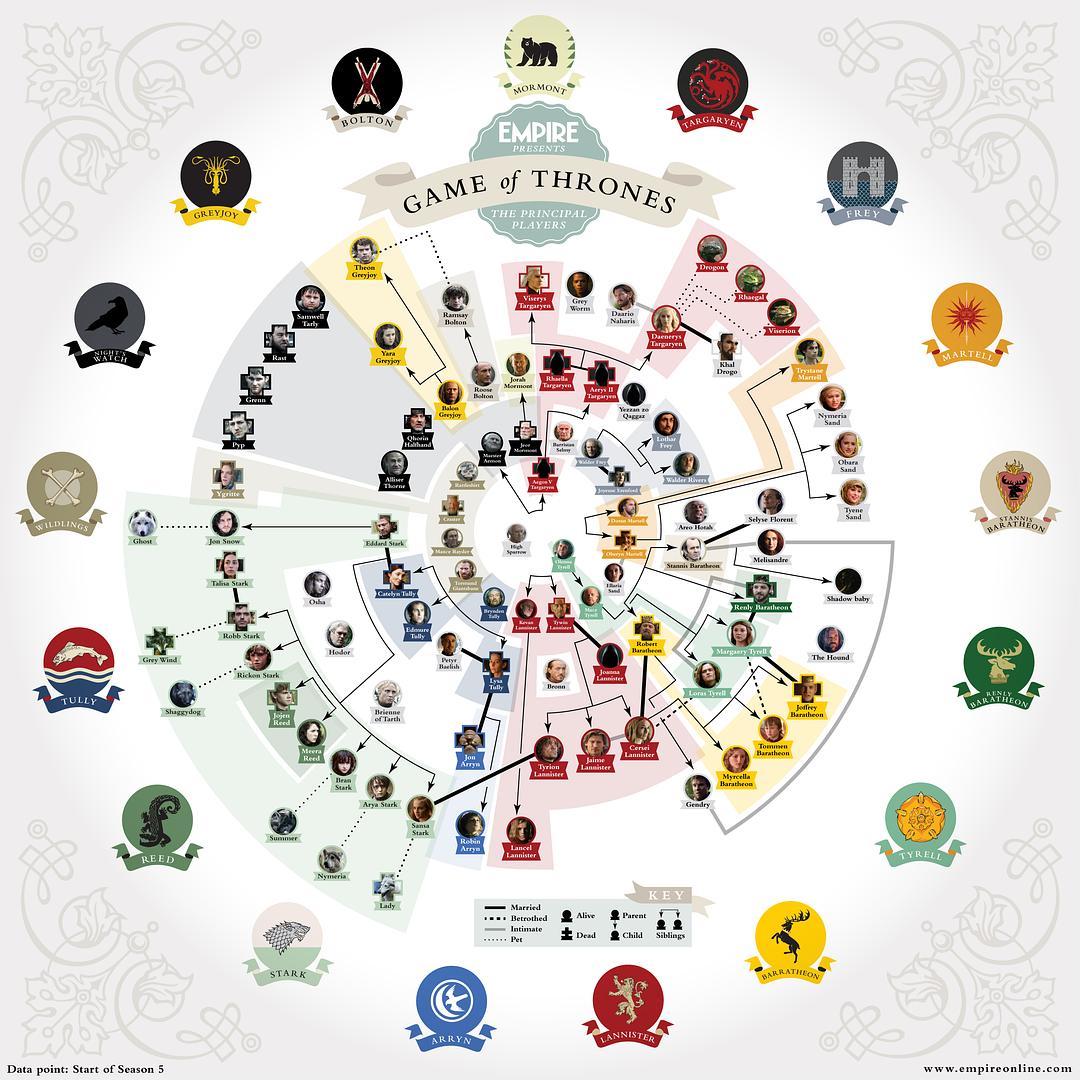 MORMONT
BOLTON
TARGARYEN
EMPIRE
PRESENTS
GAME of THRONES
THE PRINCIPAL
PLAYERS
GREYJOY
FREY
NIGHT'S
WATCH
MARTELL
WILDLINGS
STANNIS
BARATHEON
TULLY
RENLY
BARATHEON
REED
TYRELL
STARK
BARRATHEON
ARRYN
LANNISTER
Theon
Greyjoy
Samwell
Tarly
Rast
Grenn
Pyp
Yara
Greyjoy
Balon
Greyjoy
Ramsay
Bolton
Roose
Bolton
Jorah
Mormont
Jeor
Mormont
Maester
Aemon
Qhorin
Halfhand
Alliser
Thorne
Viserys
Targaryen
Grey
Worm
Daario
Naharis
Drogon
Rhaegal
Viserion
Daenerys
Targaryen
Khal
Drogo
Rhaella
Targaryen
Aerys II
Targaryen
Yezzan zo
Qaggaz
Barristan
Selmy
Aegon V
Targaryen
Walder Frey
Lothar
Frey
Walder Rivers
Joyeuse Erenford
Trystane
Martell
Nymeria
Sand
Obara
Sand
Tyene
Sand
Doran Martell
Oberyn Martell
Areo Hotah
Selyse Florent
Stannis Baratheon
Melisandre
Shadow baby
Ellaria
Sand
Ygritte
Rattleshirt
Craster
Mance Rayder
Tormund
Giantsbane
High
Sparrow
Ghost
Jon Snow
Eddard Stark
Talisa Stark
Catelyn Tully
Edmure
Tully
Brynden
Tully
Osha
Hodor
Robb Stark
Grey Wind
Rickon Stark
Shaggydog
Jojen
Reed
Meera
Reed
Bran
Stark
Arya Stark
Sansa
Stark
Summer
Nymeria
Lady
Brienne
of Tarth
Petyr
Baelish
Lysa
Tully
Jon
Arryn
Robin
Arryn
Olenna
Tyrell
Mace
Tyrell
Kevan
Lannister
Tywin
Lannister
Joanna
Lannister
Bronn
Tyrion
Lannister
Jaime
Lannister
Cersei
Lannister
Lancel
Lannister
Robert
Baratheon
Renly Baratheon
Margaery Tyrell
Loras Tyrell
The Hound
Joffrey
Baratheon
Tommen
Baratheon
Myrcella
Baratheon
Gendry
KEY
Married
Betrothed
Intimate
Pet
Alive
Dead
Parent
Child
Siblings
Data point: Start of Season 5
www.empireonline.com